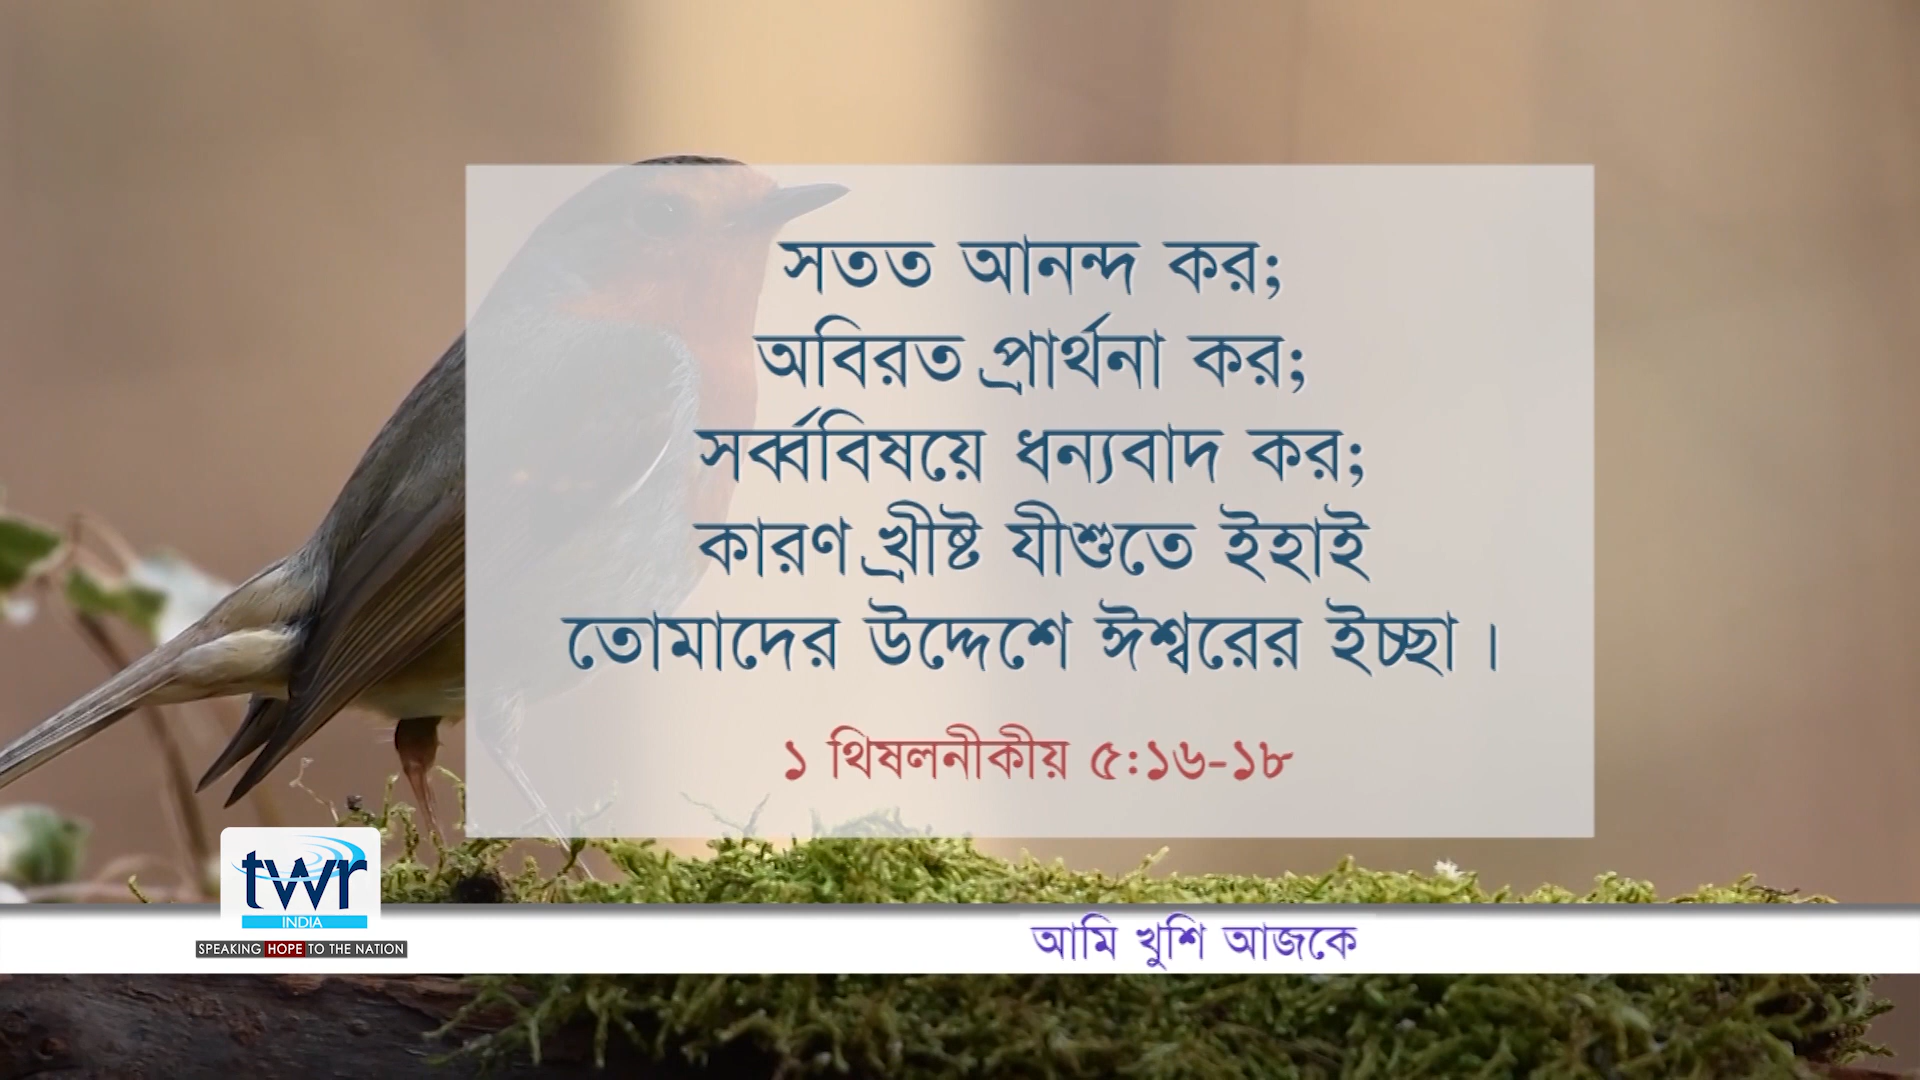 সতত আনন্দ কর;
অবিরত প্রার্থনা কর;
সর্ব্ববিষয়ে ধন্যবাদ কর;
কারণ খ্রীষ্ট যীশুতে ইহাই
তোমাদের উদ্দেশে ঈশ্বরের ইচ্ছা।
১ থিষলনীকীয় ৫:১৬-১৮
twr
INDIA
SPEAKING HOPE TO THE NATION
আমি খুশি আজকে